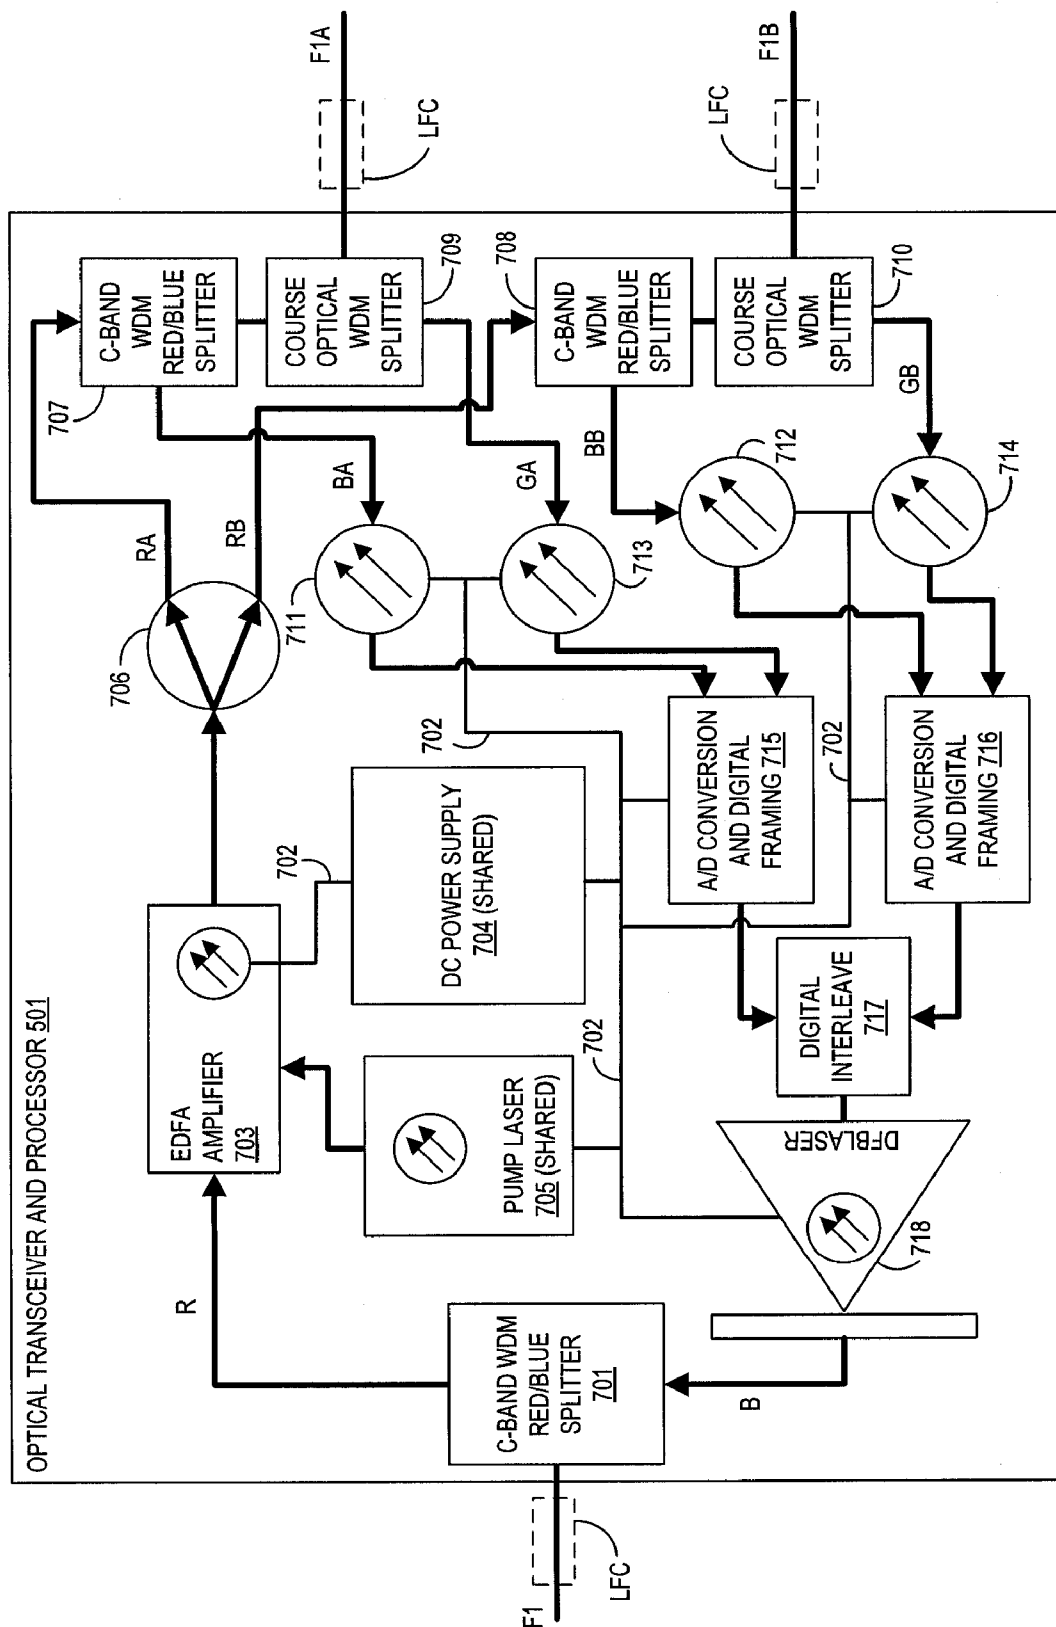 OPTICAL TRANSCEIVER AND PROCESSOR 501
F1
LFC
C-BAND WDM
RED/BLUE
SPLITTER
701
R
B
EDFA
AMPLIFIER
703
PUMP LASER
705 (SHARED)
702
DC POWER SUPPLY
704 (SHARED)
702
702
702
706
RA
RB
C-BAND
WDM
RED/BLUE
SPLITTER
707
COURSE
OPTICAL
WDM
SPLITTER
709
F1A
LFC
BA
GA
711
713
C-BAND
WDM
RED/BLUE
SPLITTER
708
COURSE
OPTICAL
WDM
SPLITTER
710
F1B
LFC
BB
GB
712
714
A/D CONVERSION
AND DIGITAL
FRAMING 715
A/D CONVERSION
AND DIGITAL
FRAMING 716
DIGITAL
INTERLEAVE
717
DFBLASER
718